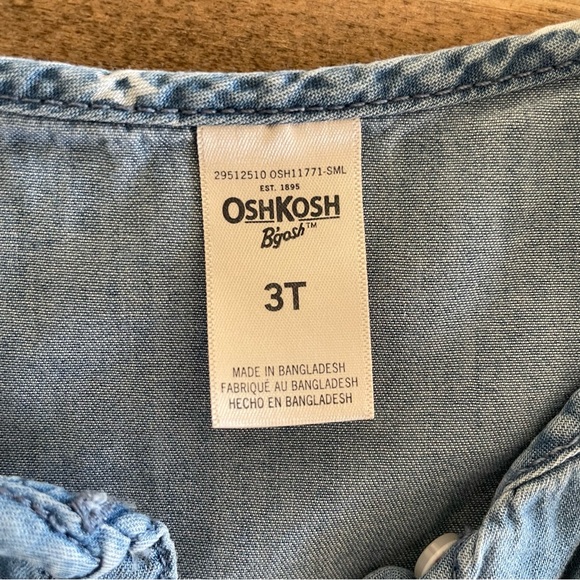 29512510 OSH11771-SML
EST. 1895
OSHKOSH
B'gosh™
3T
MADE IN BANGLADESH
FABRIQUÉ AU BANGLADESH
HECHO EN BANGLADESH